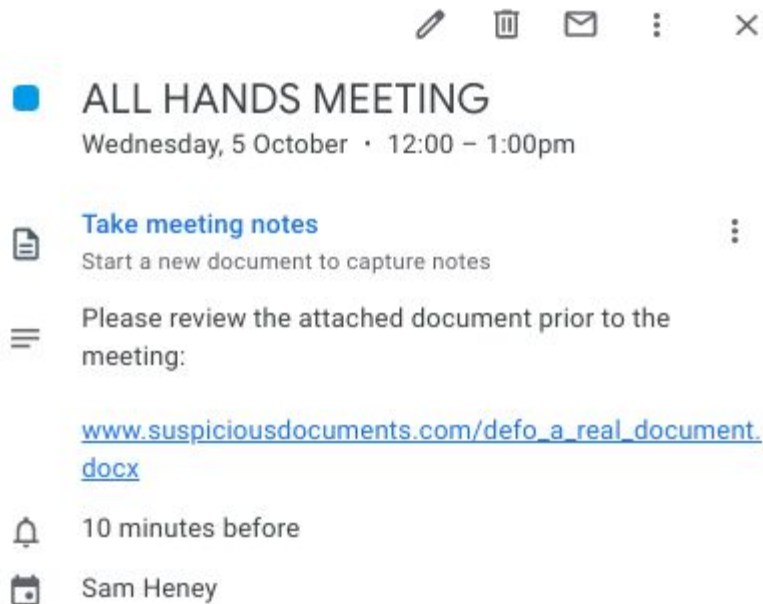 ALL HANDS MEETING
Wednesday, 5 October · 12:00 – 1:00pm
Take meeting notes
Start a new document to capture notes
Please review the attached document prior to the
meeting:
www.suspiciousdocuments.com/defo_a_real_document.
docx
10 minutes before
Sam Heney